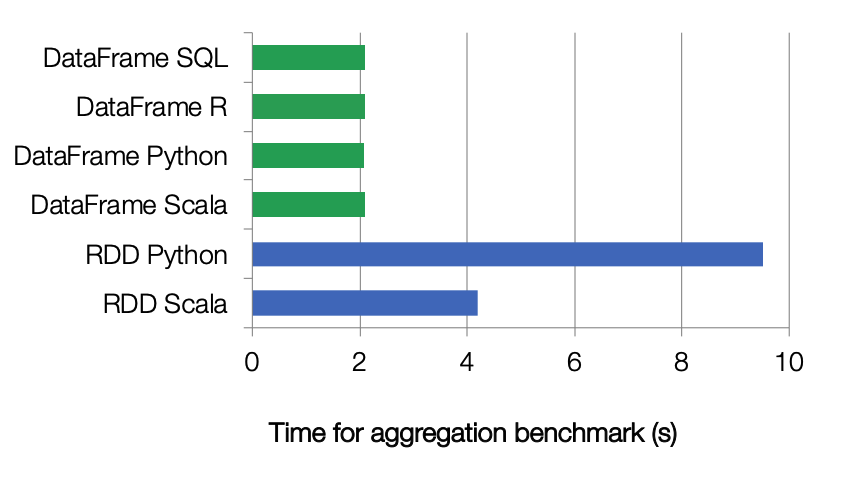 DataFrame SQL
DataFrame R
DataFrame Python
DataFrame Scala
RDD Python
RDD Scala
0 2 4 6 8 10
Time for aggregation benchmark (s)